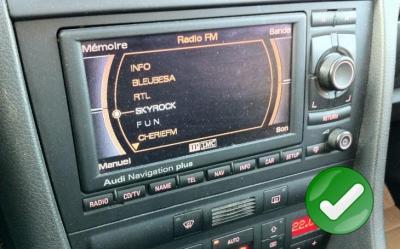 Mémoire Radio FM Bande
INFO
BLEUBESA
RTL
SKYROCK
F U N
CHERIEFM
TMC
Manuel Son
Audi Navigation plus
RETURN
RADIO CD/TV NAME TEL NAV INFO CAR SETUP
AUTO 22.0